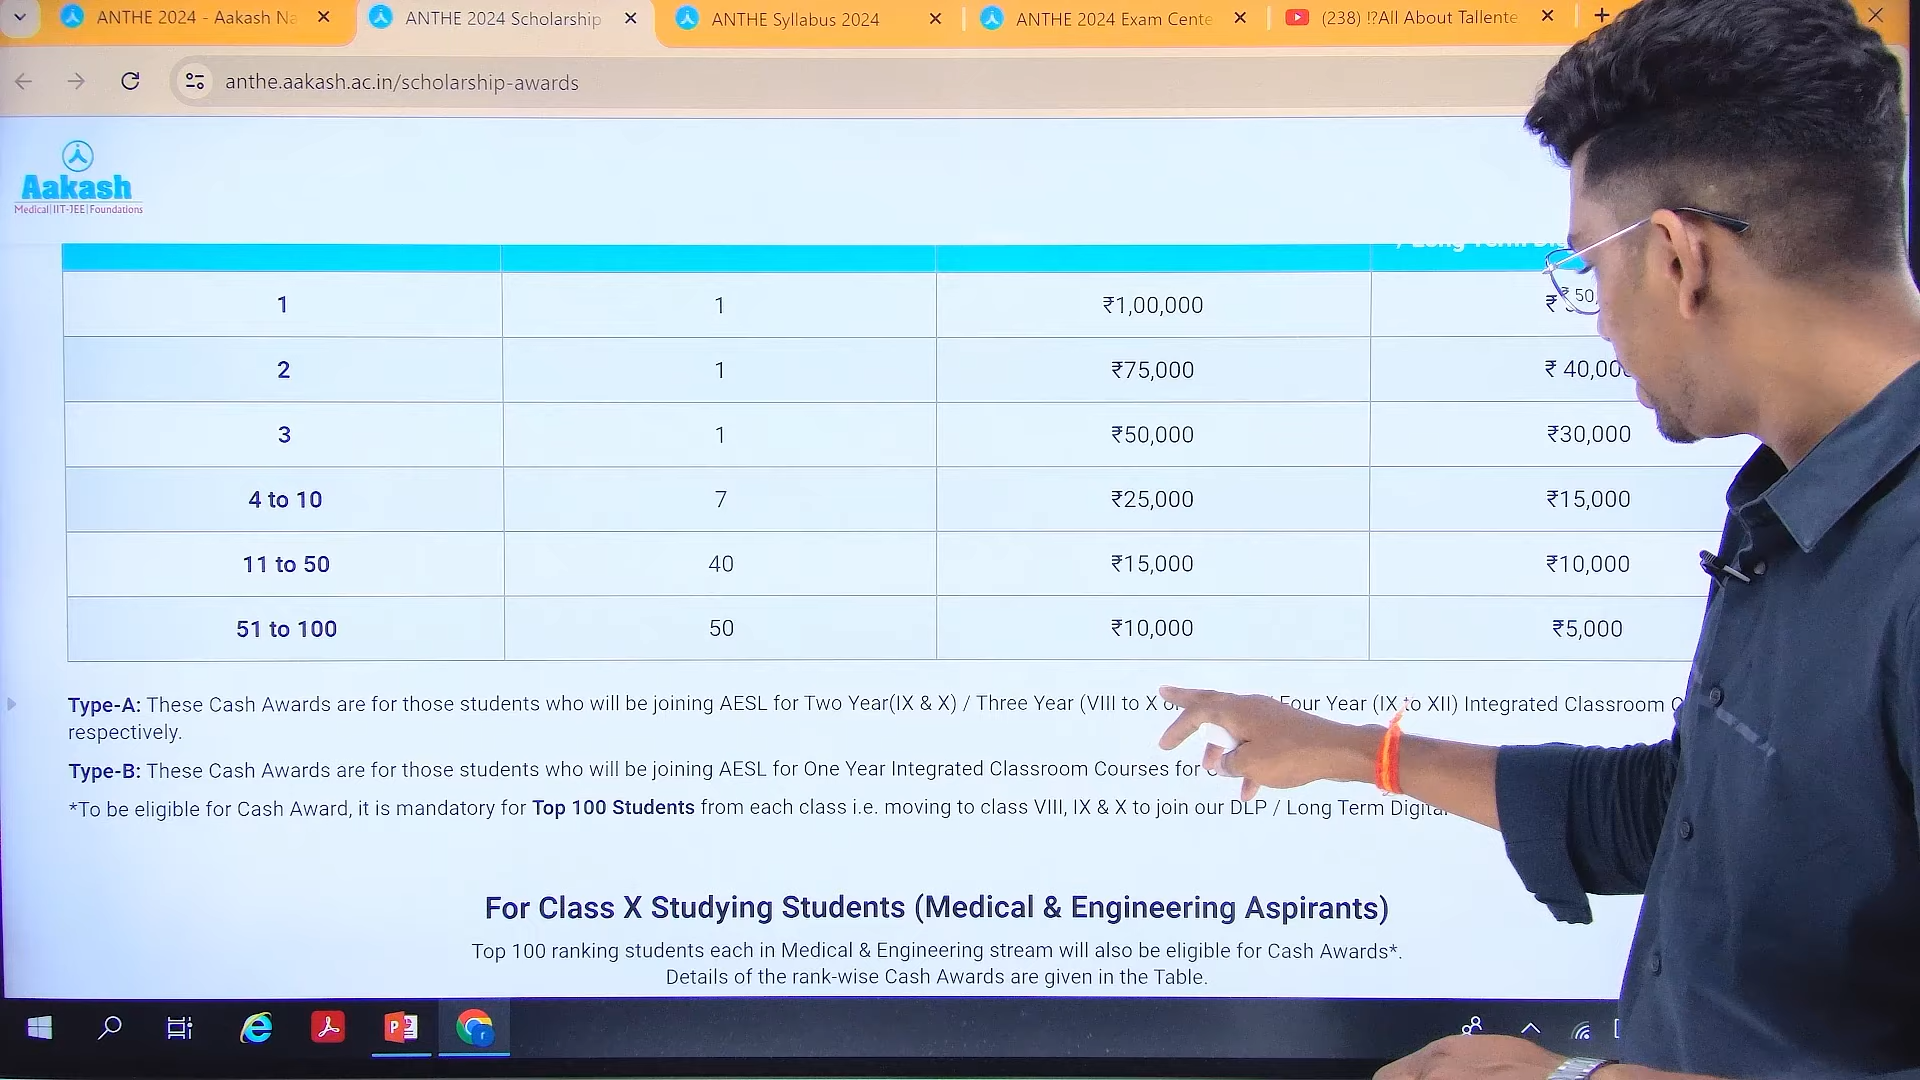 ANTHE 2024 - Aakash Na
ANTHE 2024 Scholarship
ANTHE Syllabus 2024
ANTHE 2024 Exam Cente
(238) !?All About Tallente
anthe.aakash.ac.in/scholarship-awards
Aakash
Medical|IIT-JEE|Foundations
/ Long Term
1 1 ₹1,00,000 ₹
2 1 ₹75,000 ₹ 40,000
3 1 ₹50,000 ₹30,000
4 to 10 7 ₹25,000 ₹15,000
11 to 50 40 ₹15,000 ₹10,000
51 to 100 50 ₹10,000 ₹5,000
Type-A: These Cash Awards are for those students who will be joining AESL for Two Year(IX & X) / Three Year (VIII to X Four Year (IX to XII) Integrated Classroom
respectively.
Type-B: These Cash Awards are for those students who will be joining AESL for One Year Integrated Classroom Courses for
*To be eligible for Cash Award, it is mandatory for Top 100 Students from each class i.e. moving to class VIII, IX & X to join our DLP / Long Term Digital
For Class X Studying Students (Medical & Engineering Aspirants)
Top 100 ranking students each in Medical & Engineering stream will also be eligible for Cash Awards*.
Details of the rank-wise Cash Awards are given in the Table.